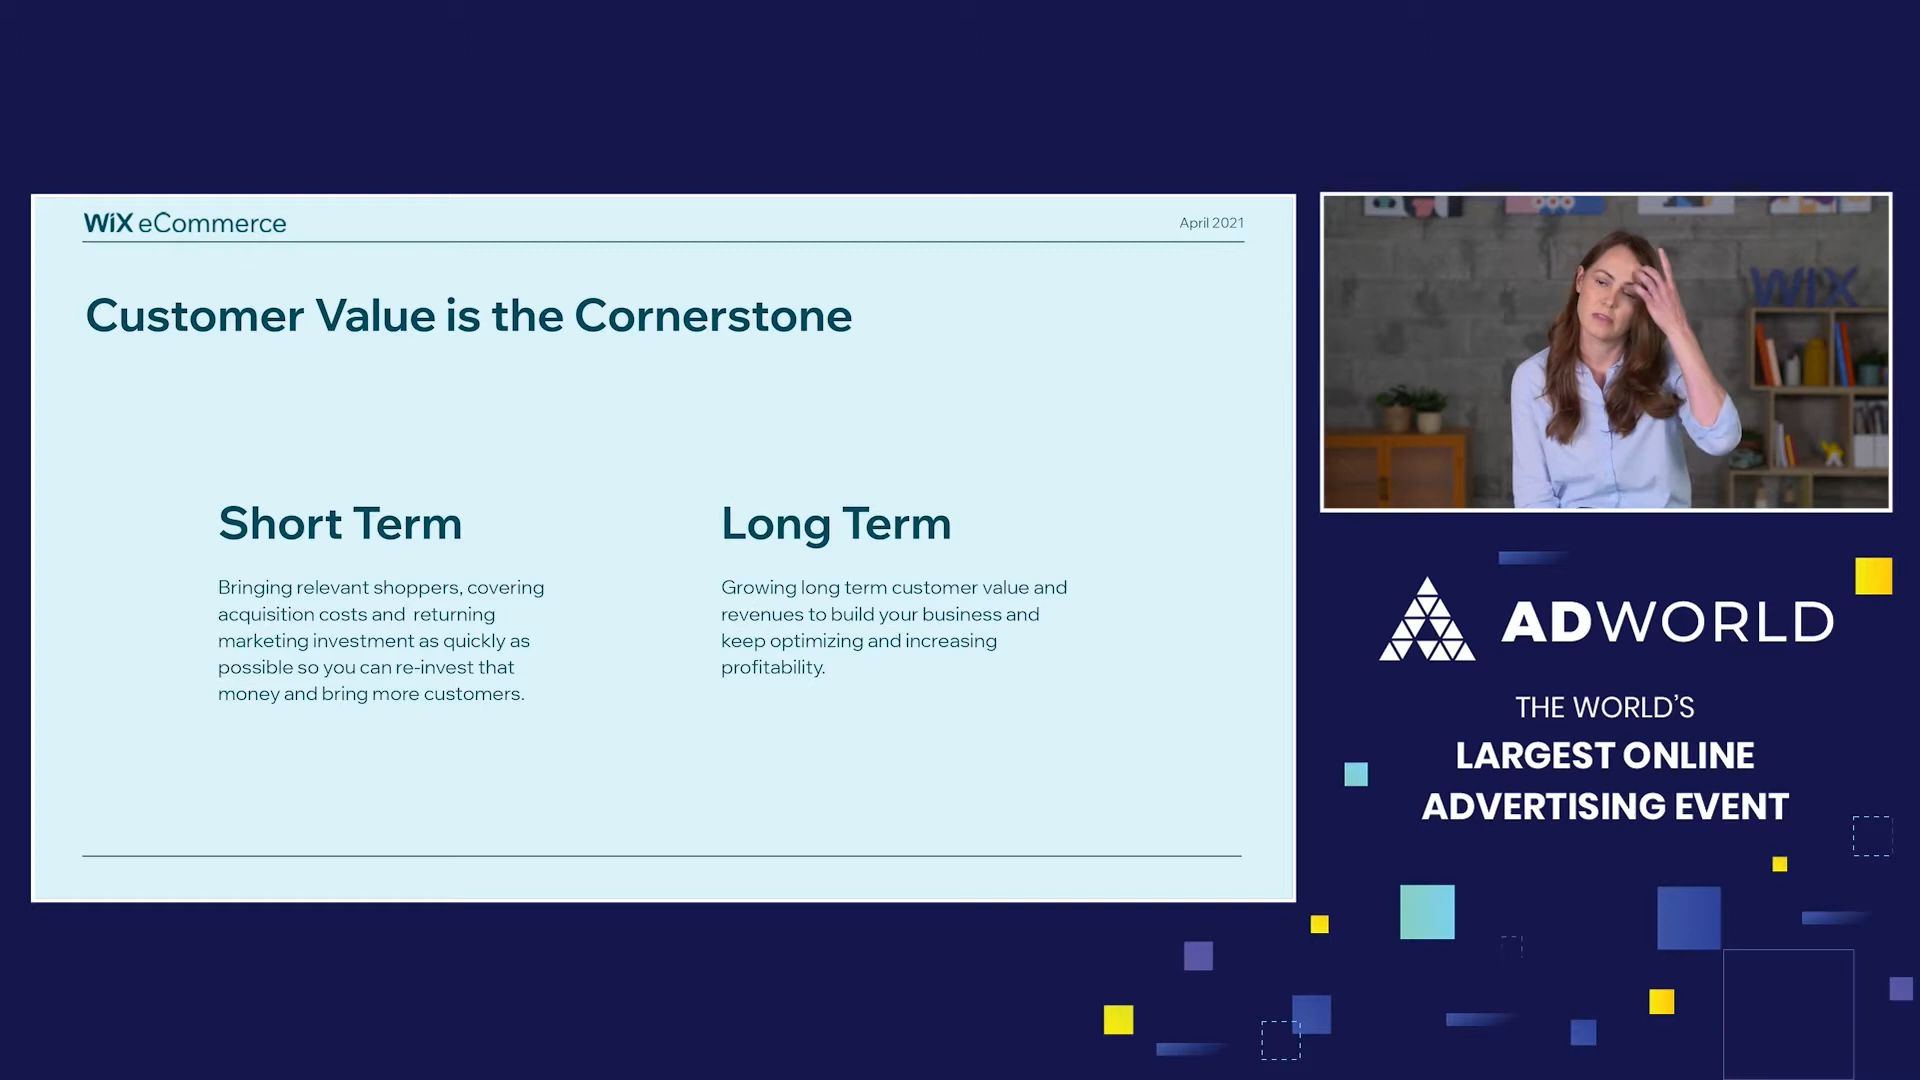 WiX eCommerce
April 2021
Customer Value is the Cornerstone
Short Term
Bringing relevant shoppers, covering
acquisition costs and returning
marketing investment as quickly as
possible so you can re-invest that
money and bring more customers.
Long Term
Growing long term customer value and
revenues to build your business and
keep optimizing and increasing
profitability.
WIX
ADWORLD
THE WORLD'S
LARGEST ONLINE
ADVERTISING EVENT